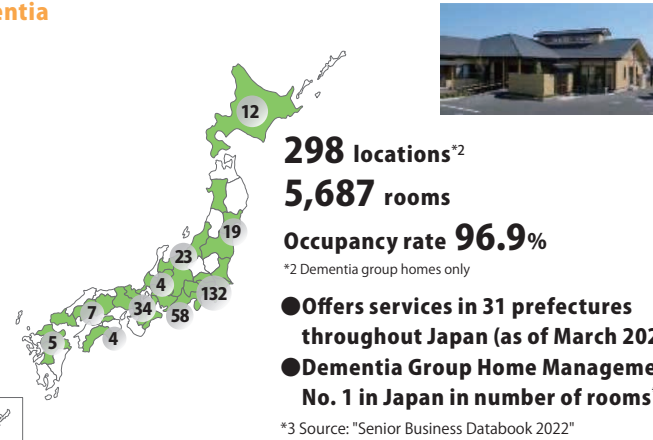 entia
12
19
23
4
132
34
58
7
4
5
298 locations*2
5,687 rooms
Occupancy rate 96.9%
*2 Dementia group homes only
●Offers services in 31 prefectures
throughout Japan (as of March 202
●Dementia Group Home Manageme
No. 1 in Japan in number of rooms
*3 Source: "Senior Business Databook 2022"